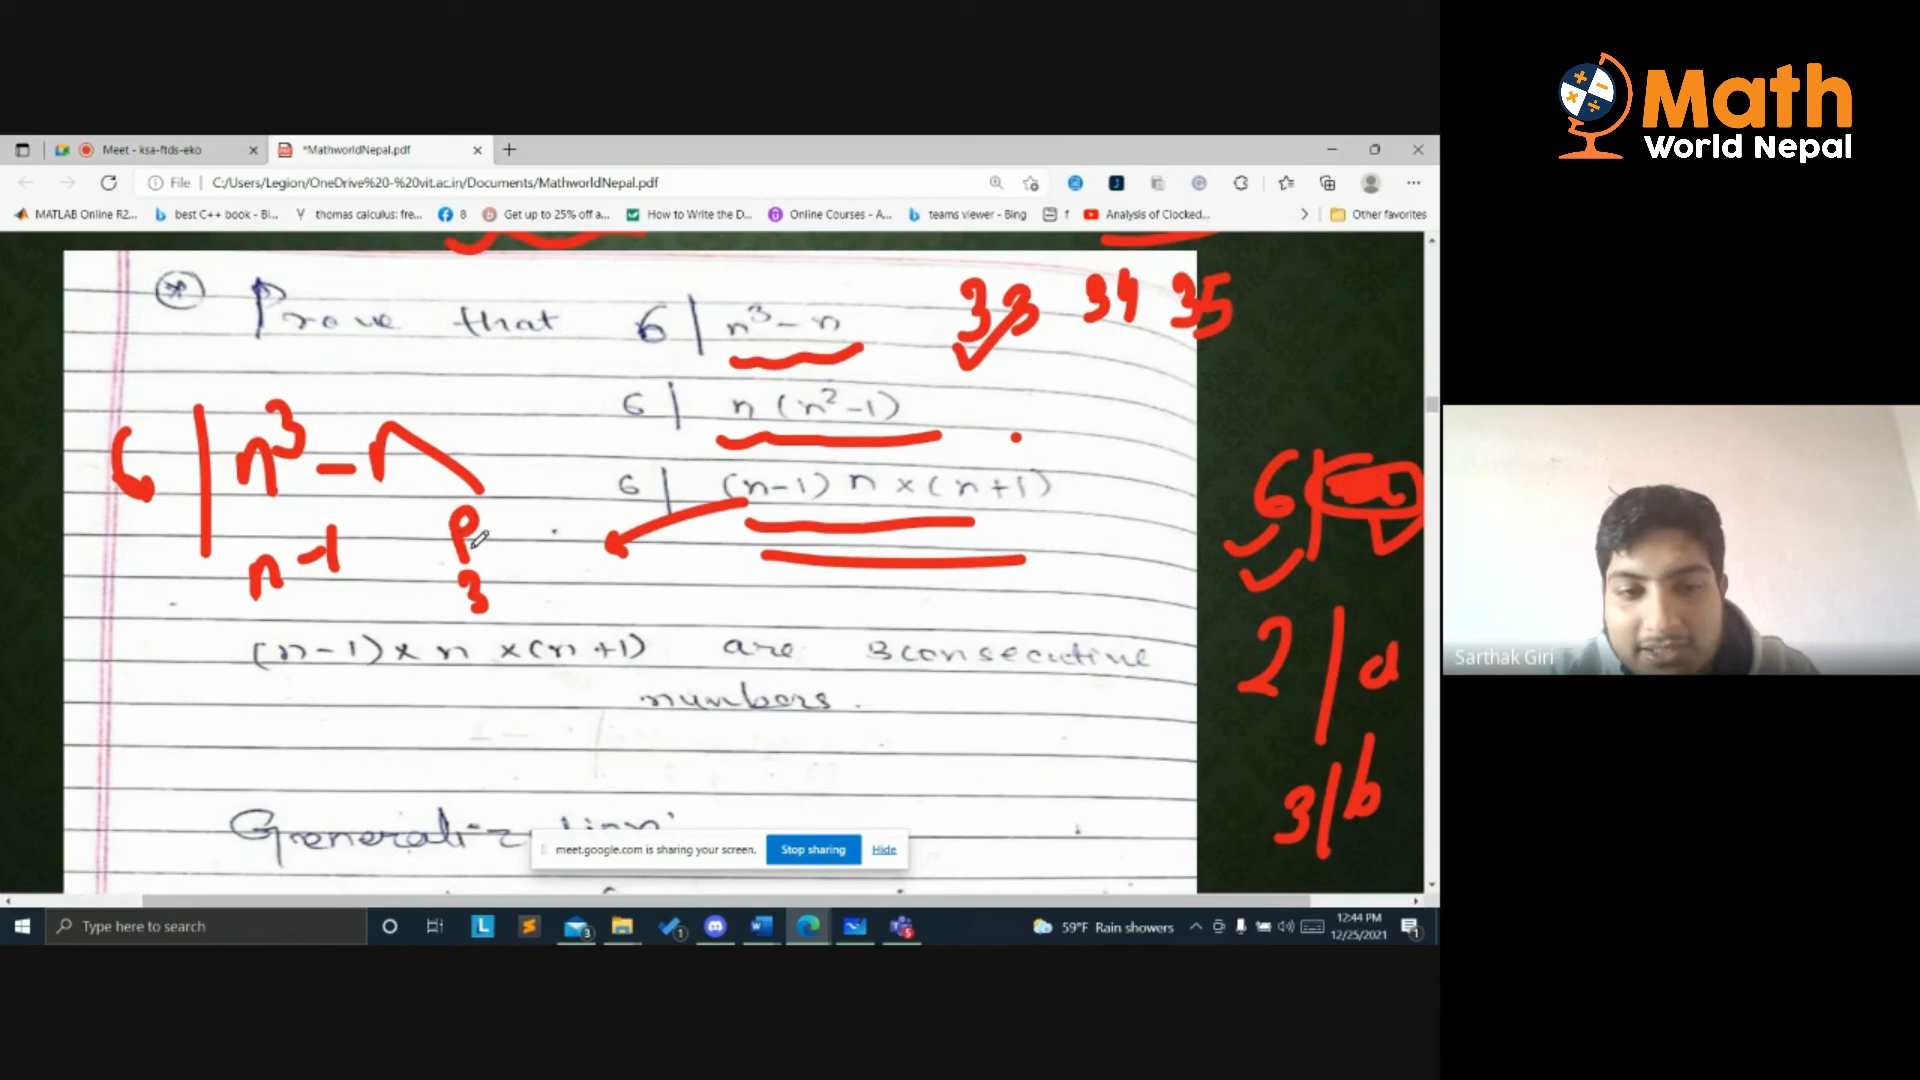 Math
World Nepal
Meet - ksa-ftds-eko
*MathworldNepal.pdf
File
C:/Users/Legion/OneDrive%20-%20vit.ac.in/Documents/MathworldNepal.pdf
MATLAB Online R2...
best C++ book - Bi...
thomas calculus: fre...
8
Get up to 25% off a...
How to Write the D...
Online Courses - A...
teams viewer - Bing
f
Analysis of Clocked...
Other favorites
Prove that 6 | n³ - n
33 34 35
6 | n (n² - 1)
6 | n³ - n
6 | (n-1) n × (n+1)
6 |
n-1
p
3
2 | a
(n-1) × n × (n+1) are 3 consecutive
numbers.
3 | b
meet.google.com is sharing your screen.
Stop sharing
Hide
Sarthak Giri
Type here to search
59°F Rain showers
12:44 PM
12/25/2021